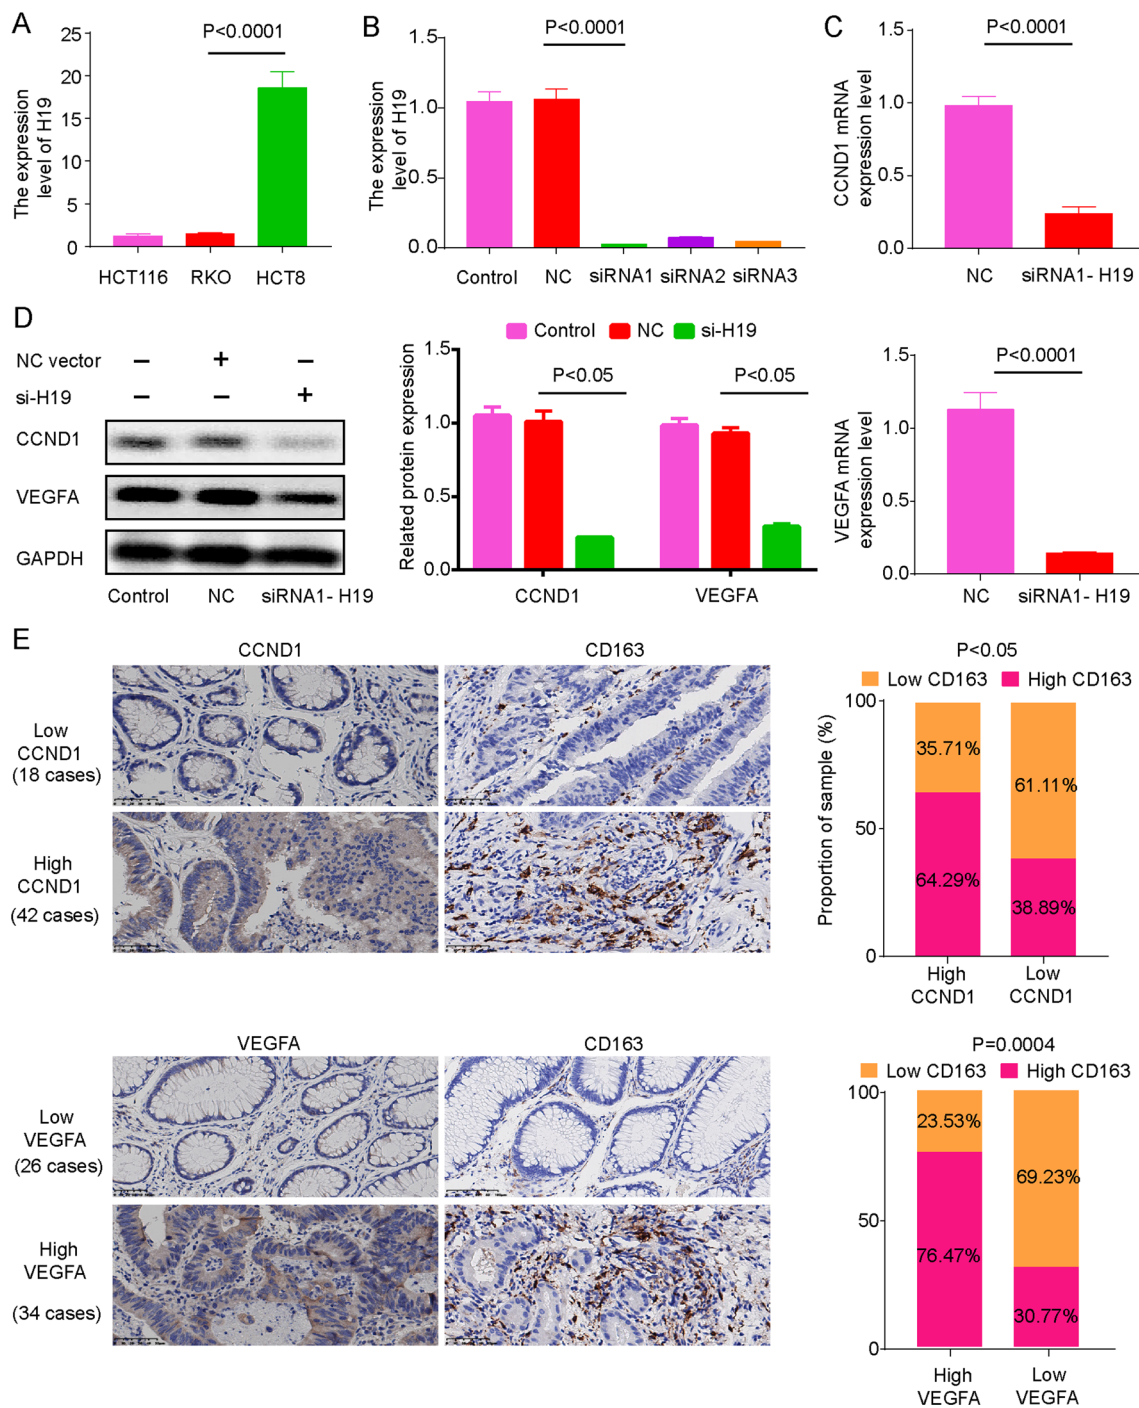 A
P<0.0001
The expression
level of H19
25
20
15
10
5
0
HCT116 RKO HCT8
B
P<0.0001
The expression
level of H19
1.5
1.0
0.5
0.0
Control NC siRNA1 siRNA2 siRNA3
C
P<0.0001
CCND1 mRNA
expression level
1.5
1.0
0.5
0.0
NC siRNA1- H19
D
NC vector − + −
si-H19 − − +
CCND1
VEGFA
GAPDH
Control NC siRNA1- H19
Control NC si-H19
Related protein expression
1.5
1.0
0.5
0.0
P<0.05 P<0.05
CCND1 VEGFA
P<0.0001
VEGFA mRNA
expression level
1.5
1.0
0.5
0.0
NC siRNA1- H19
E
CCND1 CD163
Low
CCND1
(18 cases)
High
CCND1
(42 cases)
P<0.05
Low CD163 High CD163
Proportion of sample (%)
100
50
0
35.71%
64.29%
61.11%
38.89%
High
CCND1
Low
CCND1
VEGFA CD163
Low
VEGFA
(26 cases)
High
VEGFA
(34 cases)
P=0.0004
Low CD163 High CD163
100
50
0
23.53%
76.47%
69.23%
30.77%
High
VEGFA
Low
VEGFA